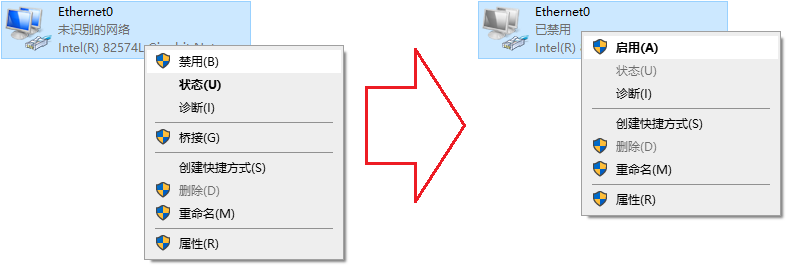 Ethernet0
未识别的网络
Intel(R) 82574L Gigabit Net
禁用(B)
状态(U)
诊断(I)
桥接(G)
创建快捷方式(S)
删除(D)
重命名(M)
属性(R)
Ethernet0
已禁用
Intel(R)
启用(A)
状态(U)
诊断(I)
创建快捷方式(S)
删除(D)
重命名(M)
属性(R)